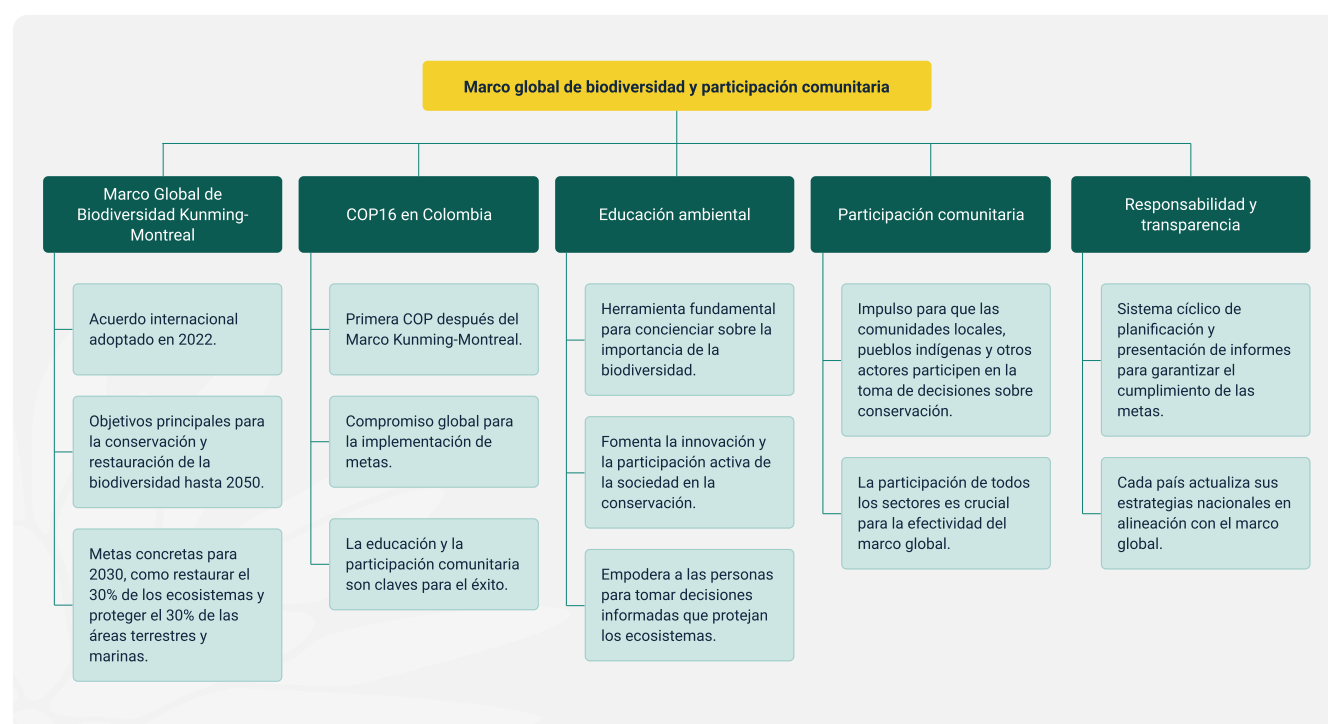 Marco global de biodiversidad y participación comunitaria
Marco Global de
Biodiversidad Kunming-
Montreal
Acuerdo internacional
adoptado en 2022.
Objetivos principales para
la conservación y
restauración de la
biodiversidad hasta 2050.
Metas concretas para
2030, como restaurar el
30% de los ecosistemas y
proteger el 30% de las
áreas terrestres y
marinas.
COP16 en Colombia
Primera COP después del
Marco Kunming-Montreal.
Compromiso global para
la implementación de
metas.
La educación y la
participación comunitaria
son claves para el éxito.
Educación ambiental
Herramienta fundamental
para concienciar sobre la
importancia de la
biodiversidad.
Fomenta la innovación y
la participación activa de
la sociedad en la
conservación.
Empodera a las personas
para tomar decisiones
informadas que protejan
los ecosistemas.
Participación comunitaria
Impulso para que las
comunidades locales,
pueblos indígenas y otros
actores participen en la
toma de decisiones sobre
conservación.
La participación de todos
los sectores es crucial
para la efectividad del
marco global.
Responsabilidad y
transparencia
Sistema cíclico de
planificación y
presentación de informes
para garantizar el
cumplimiento de las
metas.
Cada país actualiza sus
estrategias nacionales en
alineación con el marco
global.